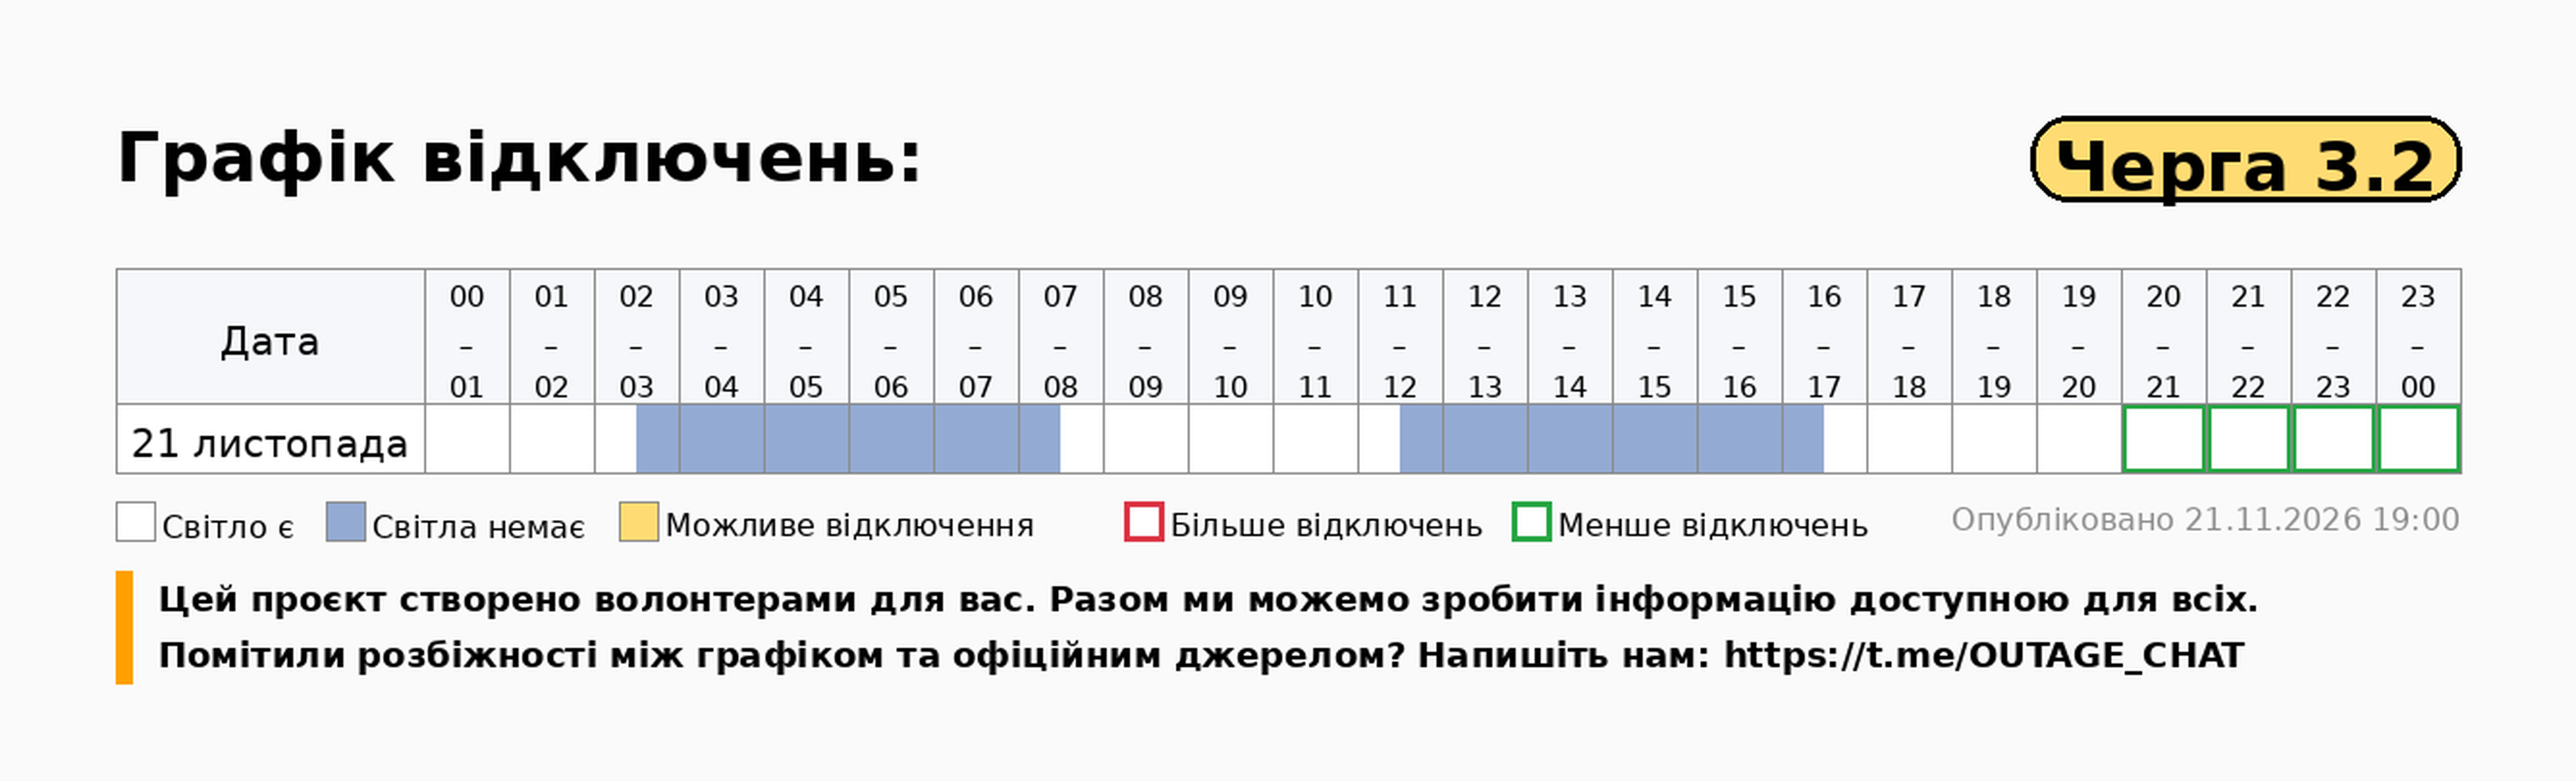 Графік відключень:
Черга 3.2
Дата 00 – 01 01 – 02 02 – 03 03 – 04 04 – 05 05 – 06 06 – 07 07 – 08 08 – 09 09 – 10 10 – 11 11 – 12 12 – 13 13 – 14 14 – 15 15 – 16 16 – 17 17 – 18 18 – 19 19 – 20 20 – 21 21 – 22 22 – 23 23 – 00
21 листопада
Світло є Світла немає Можливе відключення Більше відключень Менше відключень Опубліковано 21.11.2026 19:00
Цей проєкт створено волонтерами для вас. Разом ми можемо зробити інформацію доступною для всіх.
Помітили розбіжності між графіком та офіційним джерелом? Напишіть нам: https://t.me/OUTAGE_CHAT